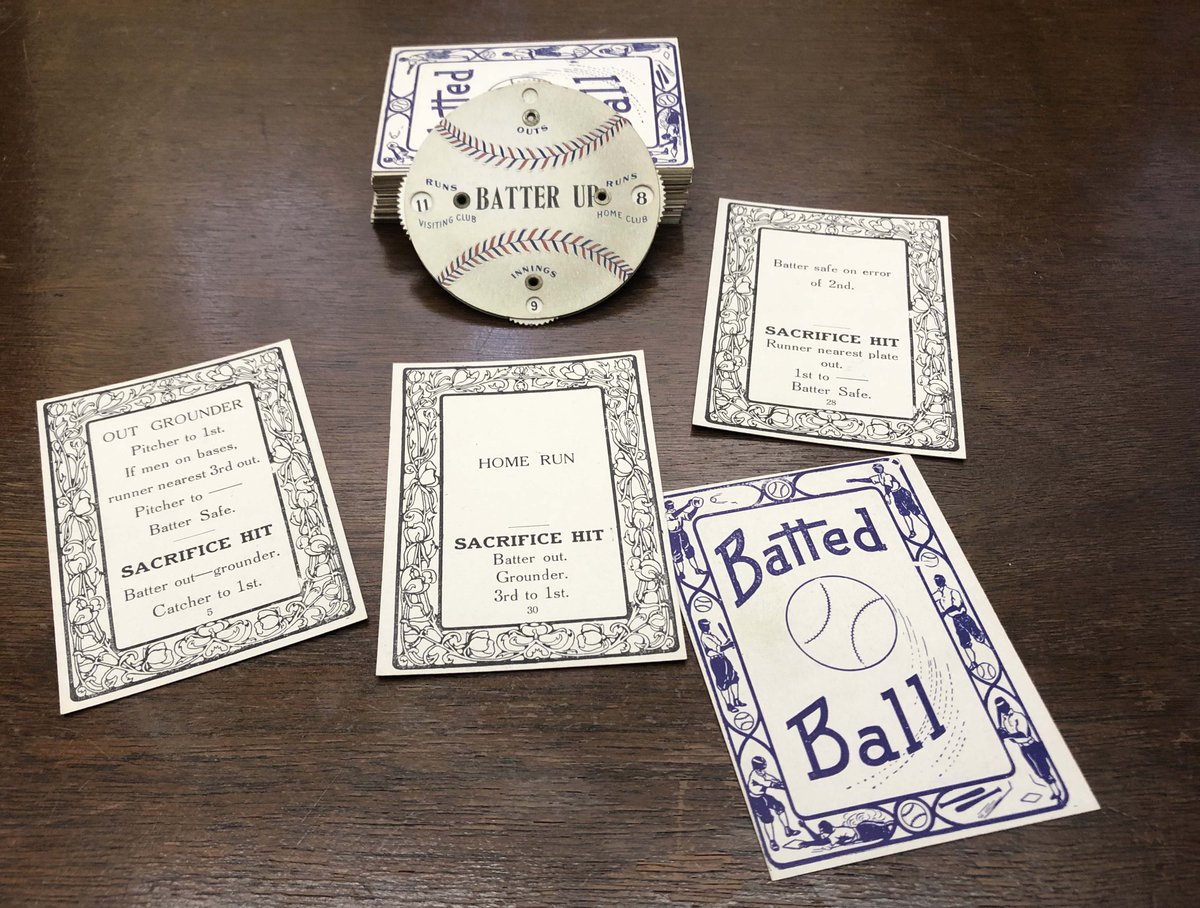 Batted
Ball
OUTS
RUNS
11
VISITING CLUB
BATTER UP
RUNS
8
HOME CLUB
INNINGS
9
Batter safe on error
of 2nd.
SACRIFICE HIT
Runner nearest plate
out.
1st to ——
Batter Safe.
28
OUT GROUNDER
Pitcher to 1st.
If men on bases,
runner nearest 3rd out.
Pitcher to ——
Batter Safe.
SACRIFICE HIT
Batter out—grounder.
Catcher to 1st.
5
HOME RUN
SACRIFICE HIT
Batter out.
Grounder.
3rd to 1st.
30
Batted
Ball